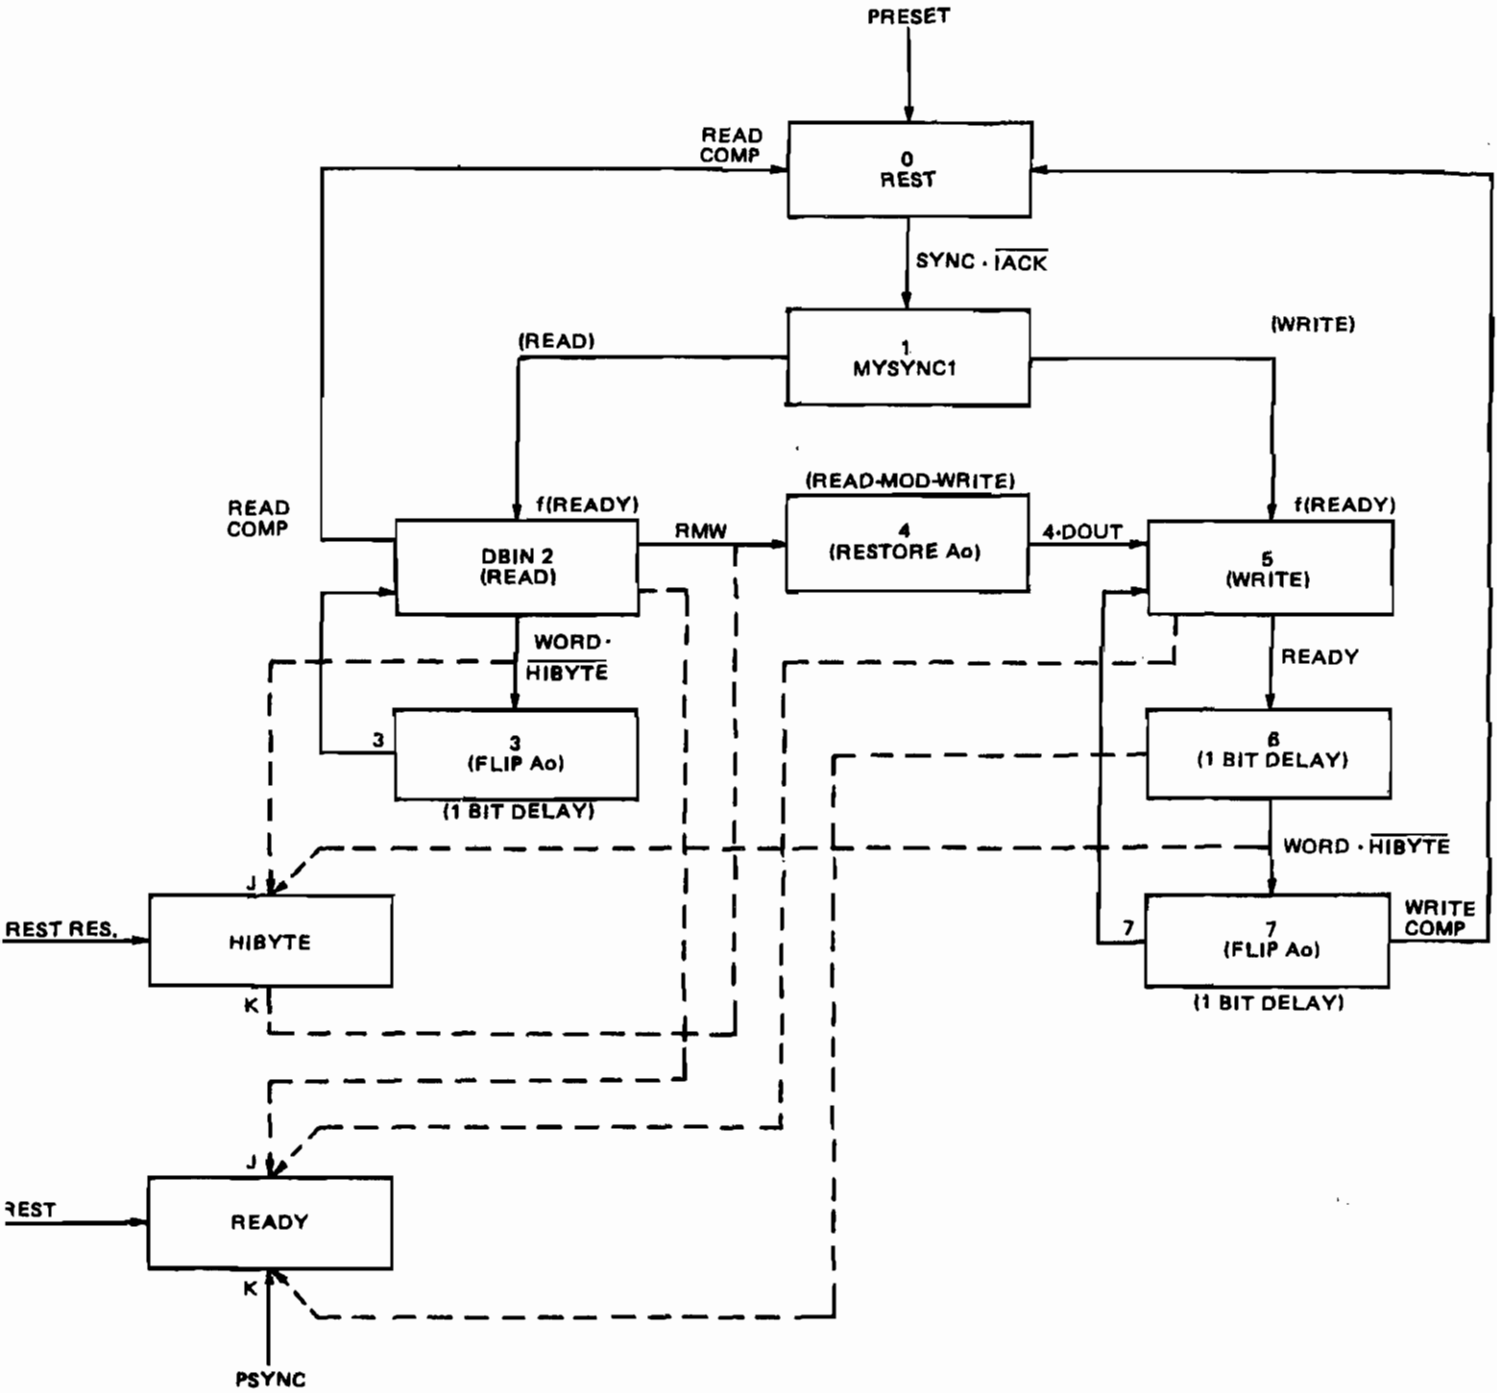 PRESET
READ
COMP
0
REST
SYNC · I̅A̅C̅K̅
(READ)
1
MYSYNC1
(WRITE)
READ
COMP
f(READY)
DBIN 2
(READ)
RMW
(READ-MOD-WRITE)
4
(RESTORE Ao)
4·DOUT
f(READY)
5
(WRITE)
WORD·
H̅I̅B̅Y̅T̅E̅
READY
3
3
(FLIP Ao)
(1 BIT DELAY)
6
(1 BIT DELAY)
WORD · H̅I̅B̅Y̅T̅E̅
J
REST RES.
HIBYTE
K
7
7
(FLIP Ao)
WRITE
COMP
(1 BIT DELAY)
J
REST
READY
K
PSYNC